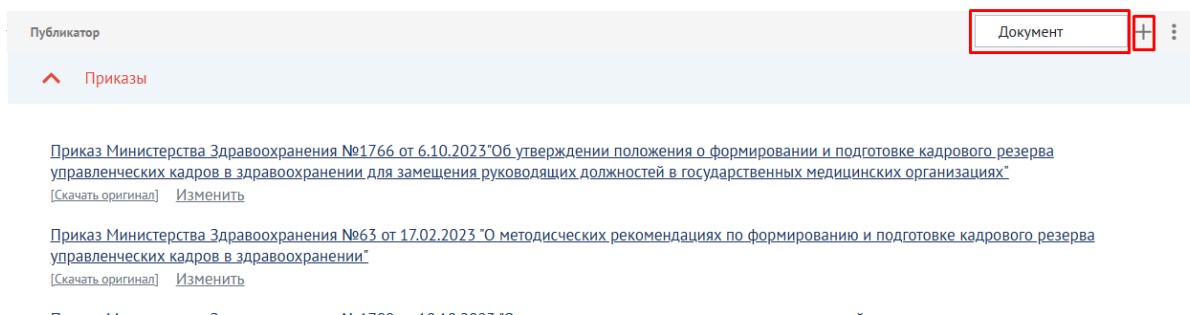 Публикатор
Документ
Приказы
Приказ Министерства Здравоохранения №1766 от 6.10.2023"Об утверждении положения о формировании и подготовке кадрового резерва
управленческих кадров в здравоохранении для замещения руководящих должностей в государственных медицинских организациях"
[Скачать оригинал] Изменить
Приказ Министерства Здравоохранения №63 от 17.02.2023 "О методисческих рекомендациях по формированию и подготовке кадрового резерва
управленческих кадров в здравоохранении"
[Скачать оригинал] Изменить